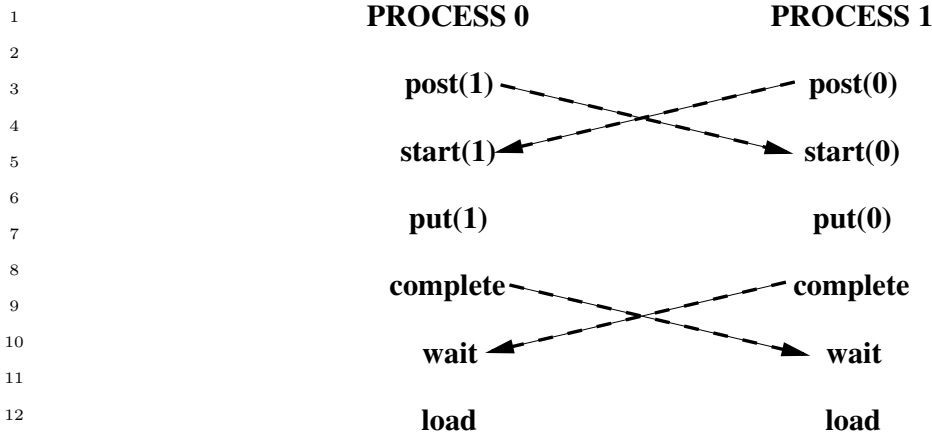 1 PROCESS 0 PROCESS 1
2
3 post(1) post(0)
4
5 start(1) start(0)
6
7 put(1) put(0)
8 complete complete
9
10 wait wait
11
12 load load